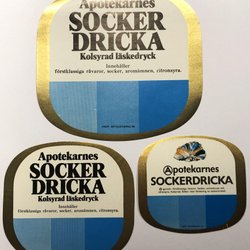 Apotekarnes
SOCKER
DRICKA
Kolsyrad läskedryck
Innehåller
förstklassiga råvaror, socker, aromämnen, citronsyra.
Apotekarnes
SOCKER
DRICKA
Kolsyrad läskedryck
Innehåller
förstklassiga råvaror, socker, aromämnen, citronsyra.
Apotekarnes
SOCKERDRICKA